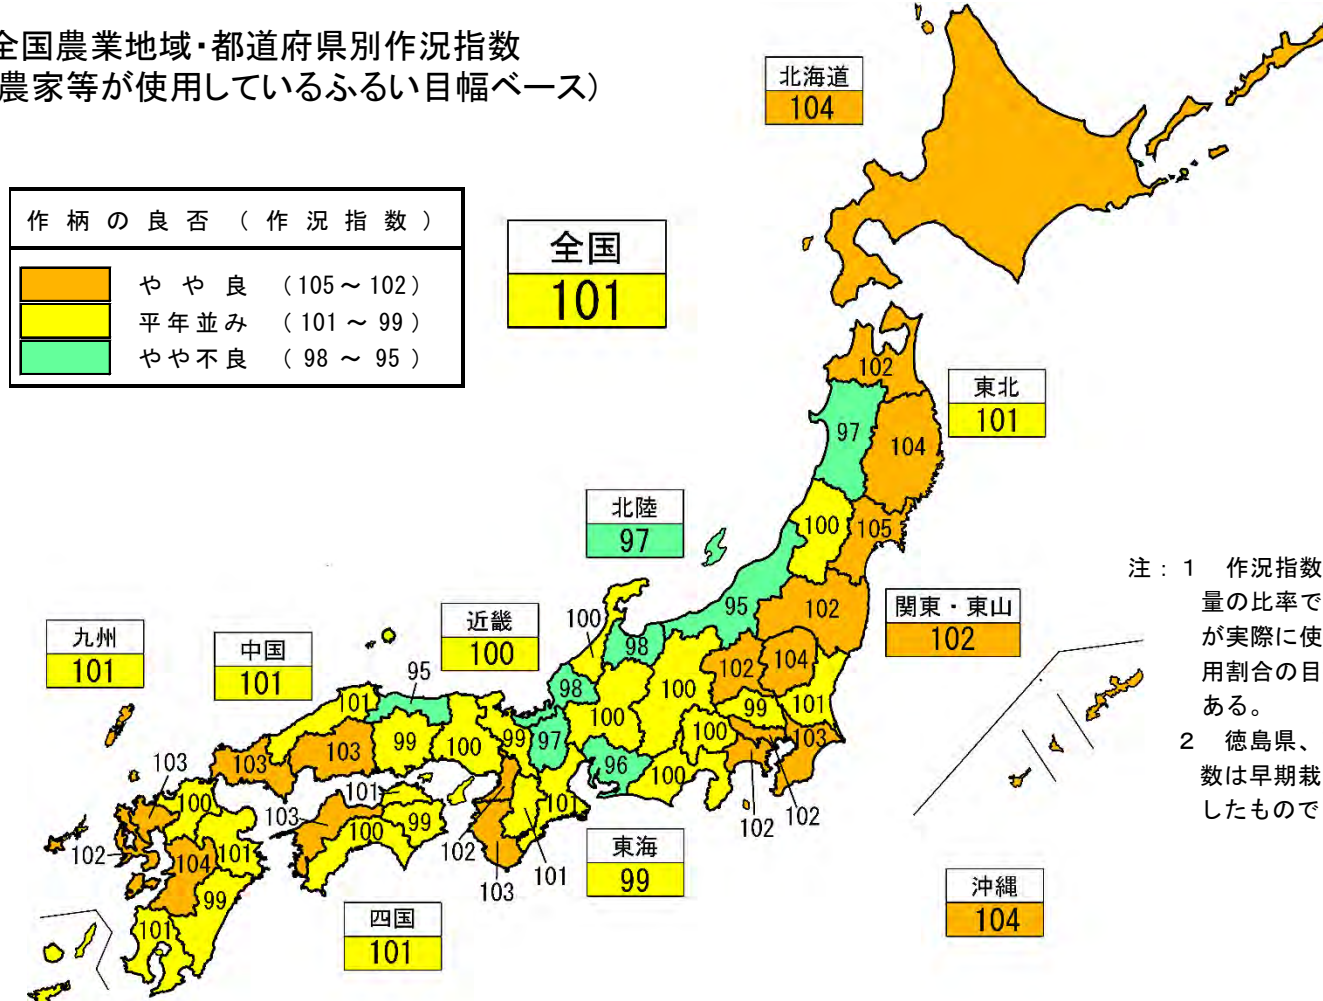 全国農業地域・都道府県別作況指数
農家等が使用しているふるい目幅ベース）
作柄の良否（作況指数）
やや良 （105～102）
平年並み （101～99）
やや不良 （98～95）
全国
101
北海道
104
東北
101
北陸
97
関東・東山
102
近畿
100
中国
101
九州
101
東海
99
四国
101
沖縄
104
102
97
104
100
105
95
102
100
98
98
102
104
100
99
101
100
100
103
97
96
100
102
102
95
101
103
99
100
99
103
101
101
102
103
101
103
100
99
103
100
102
104
101
99
101
注：1 作況指数
量の比率で
が実際に使
用割合の目
ある。
2 徳島県、
数は早期栽
したもので